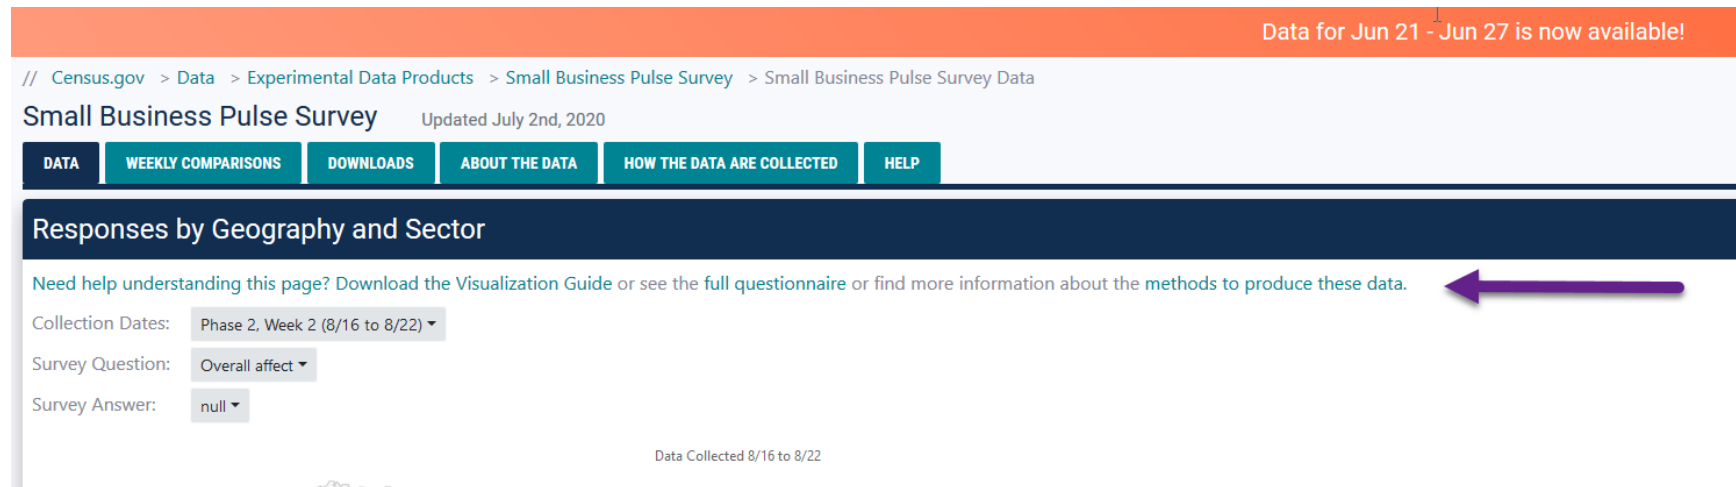 Data for Jun 21 - Jun 27 is now available!
// Census.gov > Data > Experimental Data Products > Small Business Pulse Survey > Small Business Pulse Survey Data
Small Business Pulse Survey Updated July 2nd, 2020
DATA WEEKLY COMPARISONS DOWNLOADS ABOUT THE DATA HOW THE DATA ARE COLLECTED HELP
Responses by Geography and Sector
Need help understanding this page? Download the Visualization Guide or see the full questionnaire or find more information about the methods to produce these data.
Collection Dates: Phase 2, Week 2 (8/16 to 8/22)
Survey Question: Overall affect
Survey Answer: null
Data Collected 8/16 to 8/22